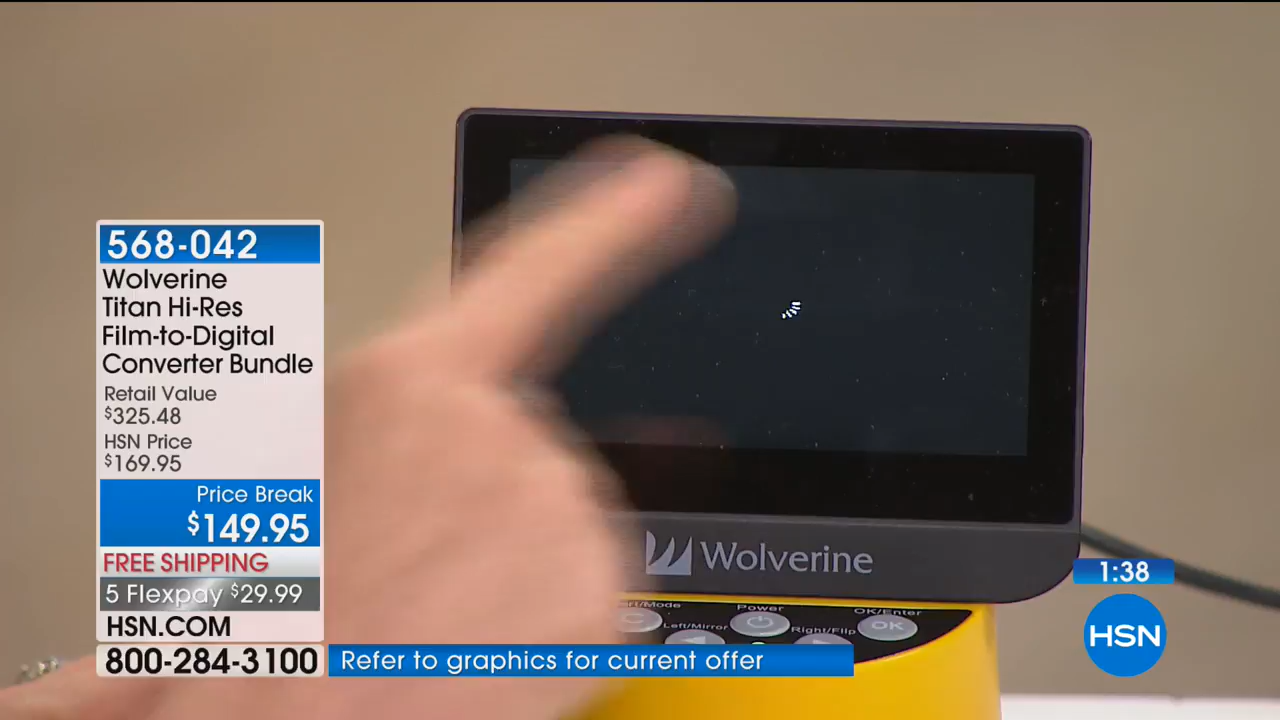 568-042
Wolverine
Titan Hi-Res
Film-to-Digital
Converter Bundle
Retail Value
$325.48
HSN Price
$169.95
Price Break
$149.95
FREE SHIPPING
5 Flexpay $29.99
HSN.COM
800-284-3100
Refer to graphics for current offer
Wolverine
Power
OK/Enter
Left/Mirror
Right/Flip
OK
1:38
HSN